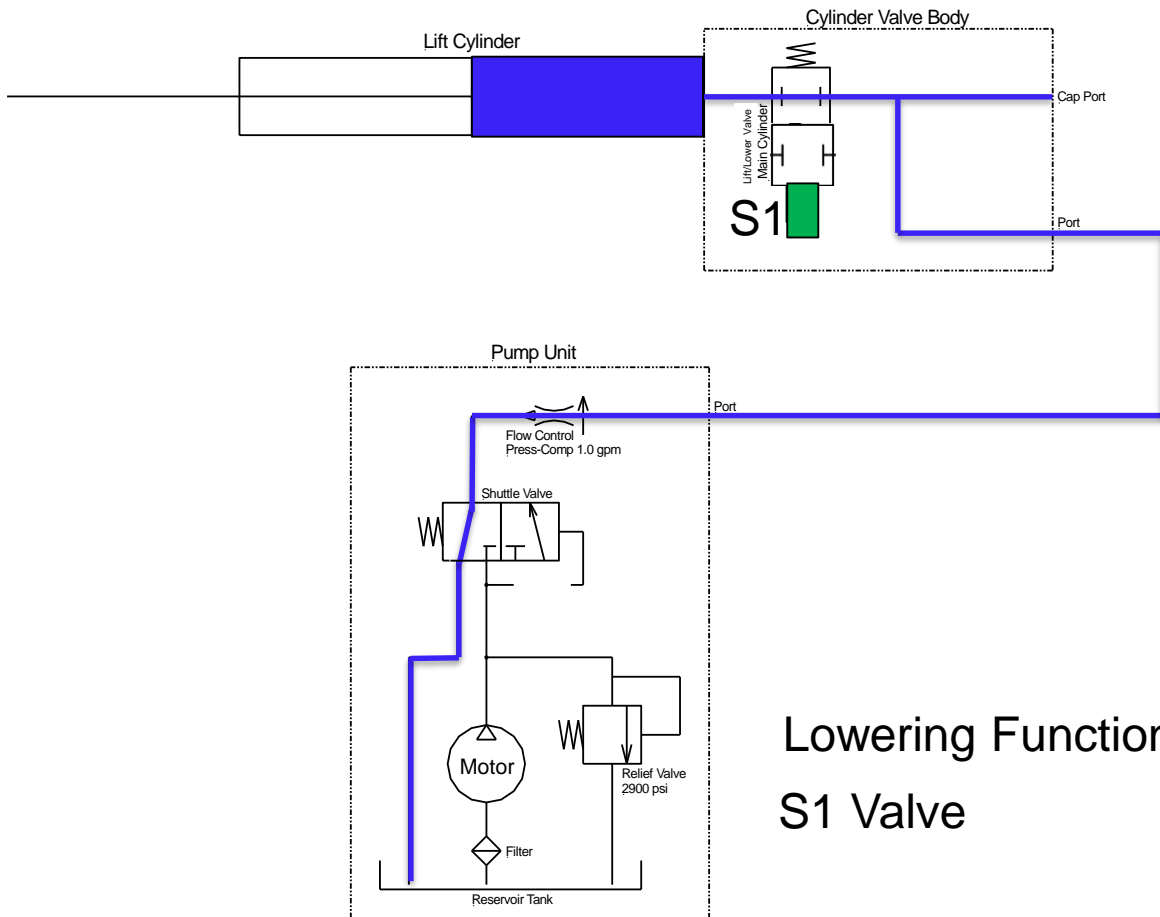 Cylinder Valve Body
Lift Cylinder
Lift/Lower Valve
Main Cylinder
Cap Port
S1
Port
Pump Unit
Port
Flow Control
Press-Comp 1.0 gpm
Shuttle Valve
Motor
Relief Valve
2900 psi
Lowering Function
S1 Valve
Filter
Reservoir Tank